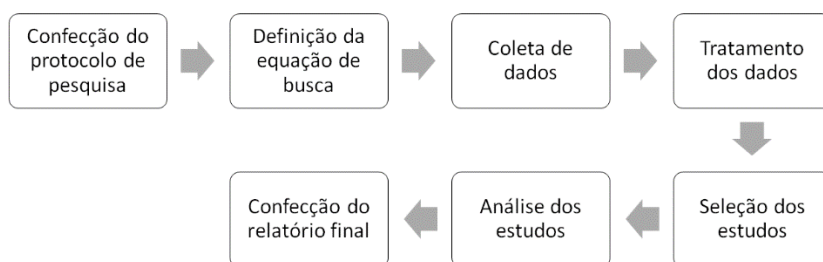 Confecção do
protocolo de
pesquisa
Definição da
equação de
busca
Coleta de
dados
Tratamento
dos dados
Seleção dos
estudos
Análise dos
estudos
Confecção do
relatório final